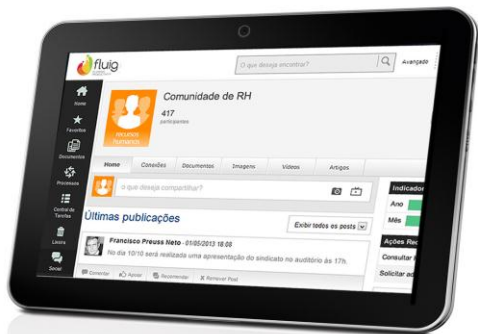 fluig
O que deseja encontrar?
Avançado
Home
Favoritos
Documentos
Processos
Central de
Tarefas
Lixeira
Social
recursos
humanos
Comunidade de RH
417
participantes
Home Conexões Documentos Imagens Vídeos Artigos
o que deseja compartilhar?
Últimas publicações
Exibir todos os posts
Francisco Preuss Neto - 01/05/2013 18:08
No dia 10/10 será realizada uma apresentação do sindicato no auditório às 17h.
Comentar Apoiar Recomendar X Remover Post
Indicador
Ano
Mês
Ações Rec
Consultar
Solicitar ad